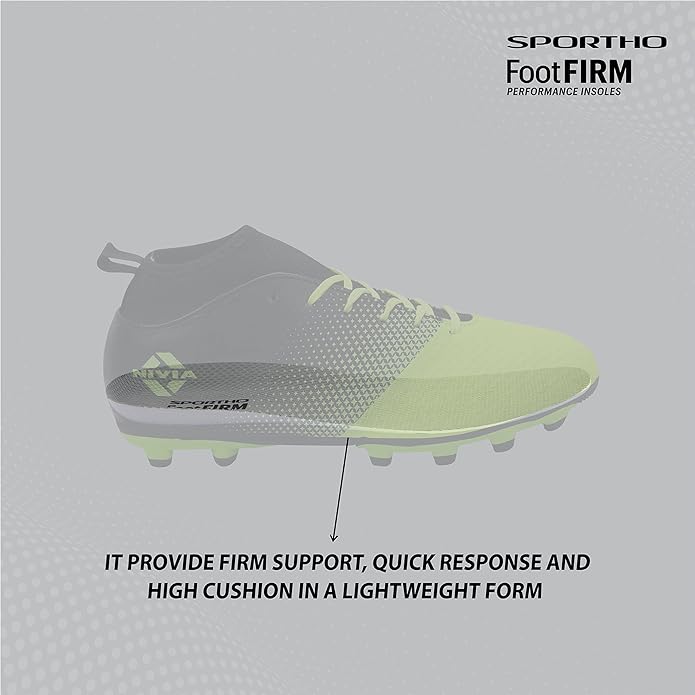 SPORTHO
FootFIRM
PERFORMANCE INSOLES
NIVIA
SPORTHO
FootFIRM
IT PROVIDE FIRM SUPPORT, QUICK RESPONSE AND
HIGH CUSHION IN A LIGHTWEIGHT FORM